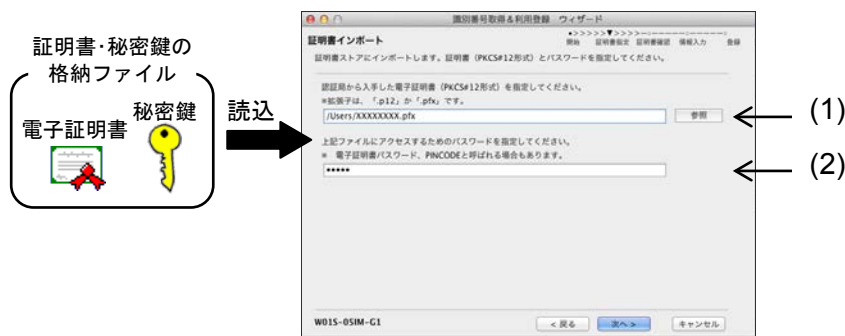 証明書・秘密鍵の
格納ファイル
電子証明書
秘密鍵
読込
識別番号取得＆利用登録 ウィザード
証明書インポート
▸>>>>>▼>>>>--:---------:---------:
開始 証明書指定 証明書確認 情報入力 登録
証明書ストアにインポートします。証明書（PKCS#12形式）とパスワードを指定してください。
認証局から入手した電子証明書（PKCS#12形式）を指定してください。
※拡張子は、「.p12」か「.pfx」です。
/Users/XXXXXXXX.pfx
参照
(1)
上記ファイルにアクセスするためのパスワードを指定してください。
※ 電子証明書パスワード、PINCODEと呼ばれる場合もあります。
•••••
(2)
W01S-05IM-G1
< 戻る
次へ >
キャンセル